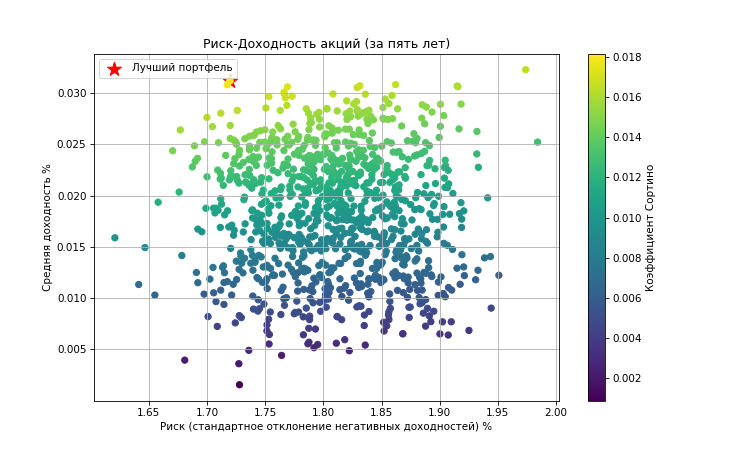 Риск-Доходность акций (за пять лет)
Лучший портфель
Средняя доходность %
0.030
0.025
0.020
0.015
0.010
0.005
1.65 1.70 1.75 1.80 1.85 1.90 1.95 2.00
Риск (стандартное отклонение негативных доходностей) %
0.018
0.016
0.014
0.012
0.010
0.008
0.006
0.004
0.002
Коэффициент Сортино